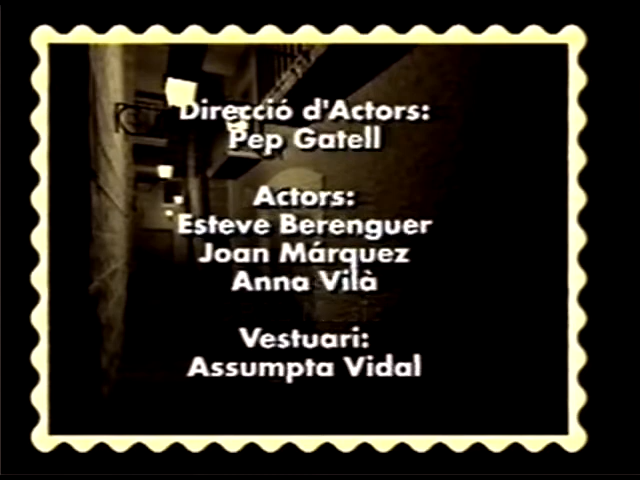 Direcció d'Actors:
Pep Gatell
Actors:
Esteve Berenguer
Joan Márquez
Anna Vilà
Vestuari:
Assumpta Vidal